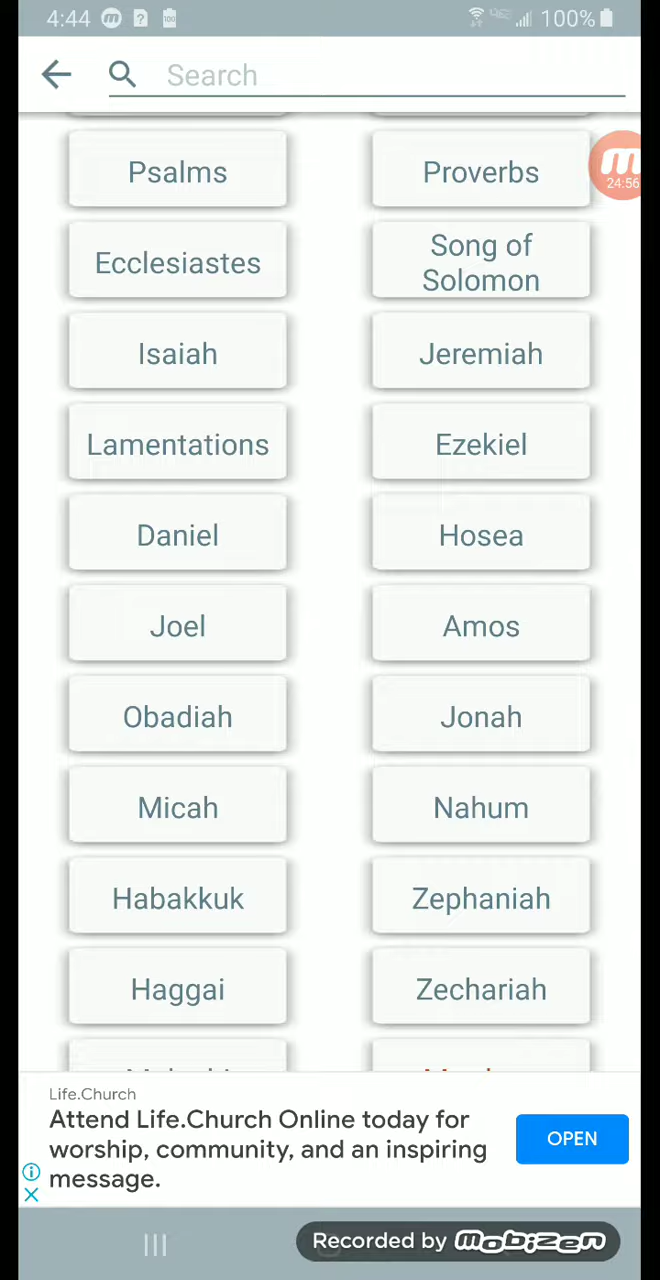 4:44
100%
Search
24:56
Psalms
Proverbs
Ecclesiastes
Song of
Solomon
Isaiah
Jeremiah
Lamentations
Ezekiel
Daniel
Hosea
Joel
Amos
Obadiah
Jonah
Micah
Nahum
Habakkuk
Zephaniah
Haggai
Zechariah
Life.Church
Attend Life.Church Online today for
worship, community, and an inspiring
message.
OPEN
Recorded by mobizen